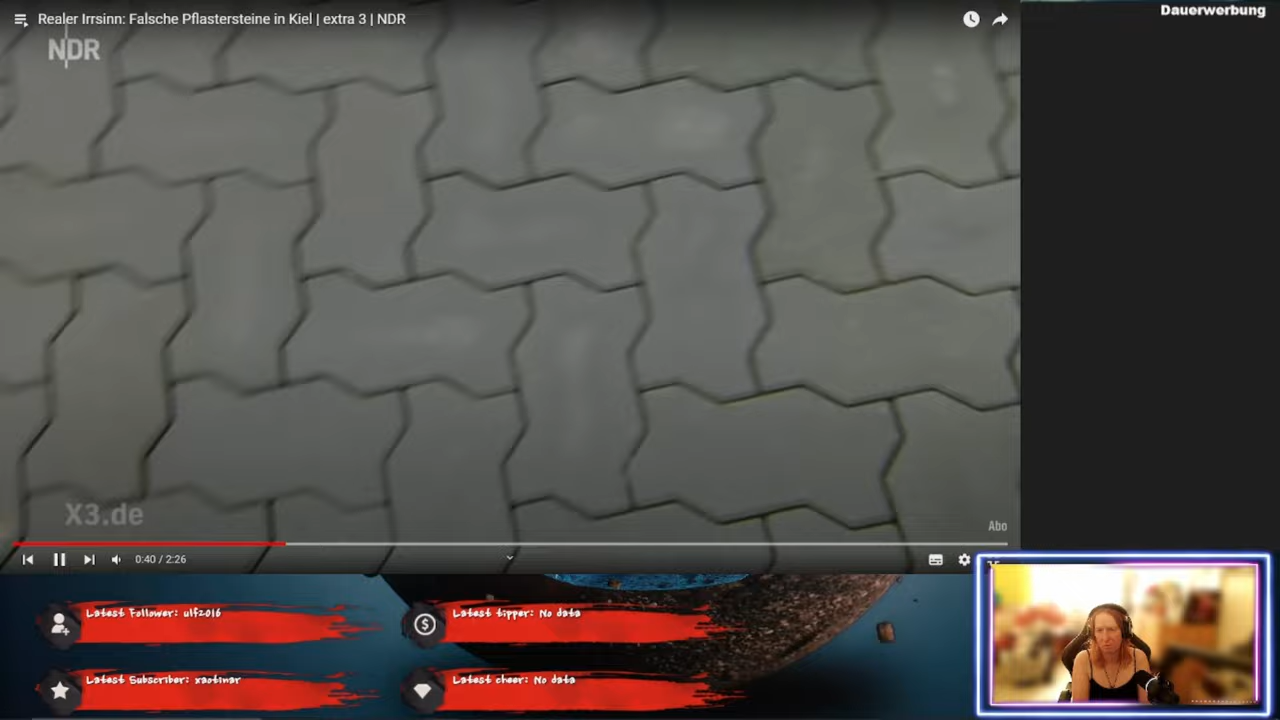 Realer Irrsinn: Falsche Pflastersteine in Kiel | extra 3 | NDR
Dauerwerbung
NDR
X3.de
Abo
0:40 / 2:26
Latest Follower: ulf2016
Latest tipper: No data
Latest Subscriber: xaotinar
Latest cheer: No data